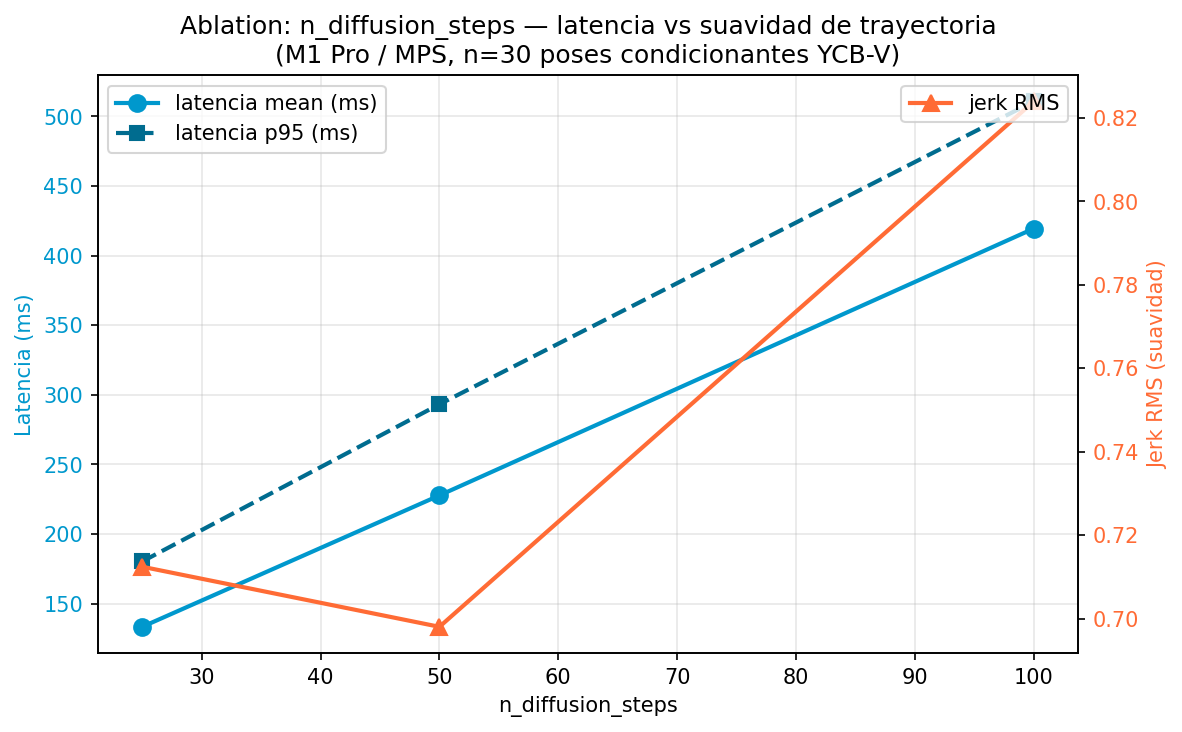 Ablation: n_diffusion_steps — latencia vs suavidad de trayectoria
(M1 Pro / MPS, n=30 poses condicionantes YCB-V)
latencia mean (ms)
latencia p95 (ms)
jerk RMS
Latencia (ms)
500
450
400
350
300
250
200
150
0.82
0.80
0.78
0.76
0.74
0.72
0.70
Jerk RMS (suavidad)
30 40 50 60 70 80 90 100
n_diffusion_steps